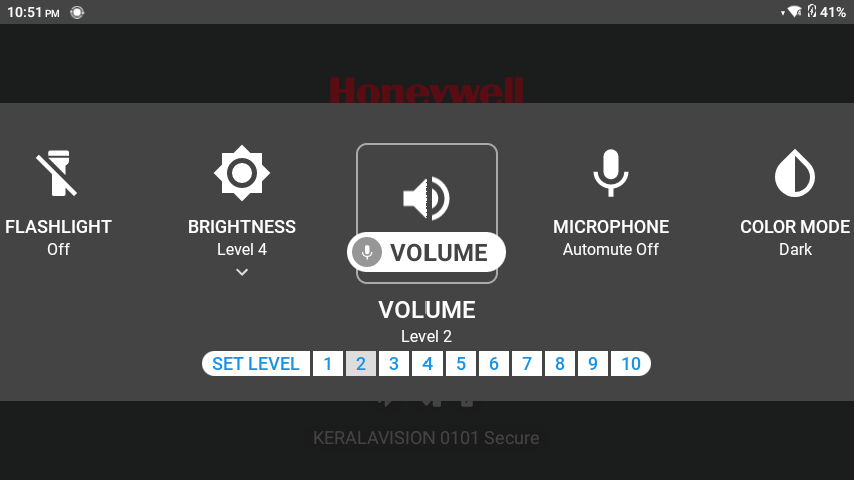 10:51 PM
41%
Honeywell
FLASHLIGHT
Off
BRIGHTNESS
Level 4
VOLUME
MICROPHONE
Automute Off
COLOR MODE
Dark
VOLUME
Level 2
SET LEVEL 1 2 3 4 5 6 7 8 9 10
KERALAVISION 0101 Secure